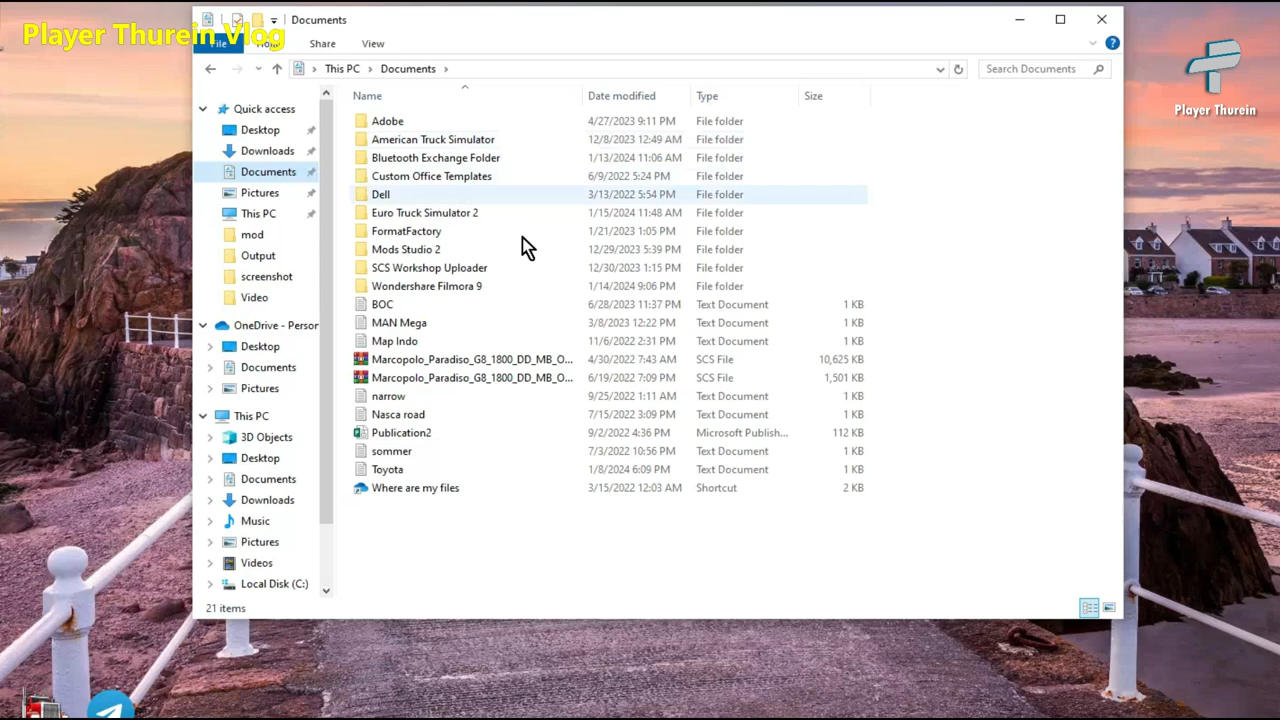 Documents
Player Thurein Vlog
File Home Share View
This PC Documents Search Documents
Name Date modified Type Size
Quick access
Desktop
Downloads
Documents
Pictures
This PC
mod
Output
screenshot
Video
OneDrive - Person
Desktop
Documents
Pictures
This PC
3D Objects
Desktop
Documents
Downloads
Music
Pictures
Videos
Local Disk (C:)
Adobe 4/27/2023 9:11 PM File folder
American Truck Simulator 12/8/2023 12:49 AM File folder
Bluetooth Exchange Folder 1/13/2024 11:06 AM File folder
Custom Office Templates 6/9/2022 5:24 PM File folder
Dell 3/13/2022 5:54 PM File folder
Euro Truck Simulator 2 1/15/2024 11:48 AM File folder
FormatFactory 1/21/2023 1:05 PM File folder
Mods Studio 2 12/29/2023 5:39 PM File folder
SCS Workshop Uploader 12/30/2023 1:15 PM File folder
Wondershare Filmora 9 1/14/2024 9:06 PM File folder
BOC 6/28/2023 11:37 PM Text Document 1 KB
MAN Mega 3/8/2023 12:22 PM Text Document 1 KB
Map Indo 11/6/2022 2:31 PM Text Document 1 KB
Marcopolo_Paradiso_G8_1800_DD_MB_O... 4/30/2022 7:43 AM SCS File 10,625 KB
Marcopolo_Paradiso_G8_1800_DD_MB_O... 6/19/2022 7:09 PM SCS File 1,501 KB
narrow 9/25/2022 1:11 AM Text Document 1 KB
Nasca road 7/15/2022 3:09 PM Text Document 1 KB
Publication2 9/2/2022 4:36 PM Microsoft Publish... 112 KB
sommer 7/3/2022 10:56 PM Text Document 1 KB
Toyota 1/8/2024 6:09 PM Text Document 1 KB
Where are my files 3/15/2022 12:03 AM Shortcut 2 KB
21 items
Player Thurein